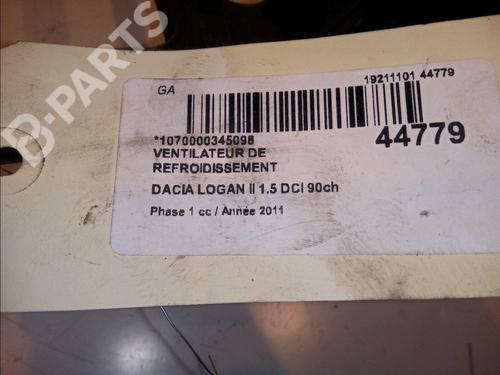 B-PARTS
GA
19211101 44779
*1070000345098
44779
VENTILATEUR DE
REFROIDISSEMENT
DACIA LOGAN II 1.5 DCI 90ch
Phase 1 cc / Année 2011